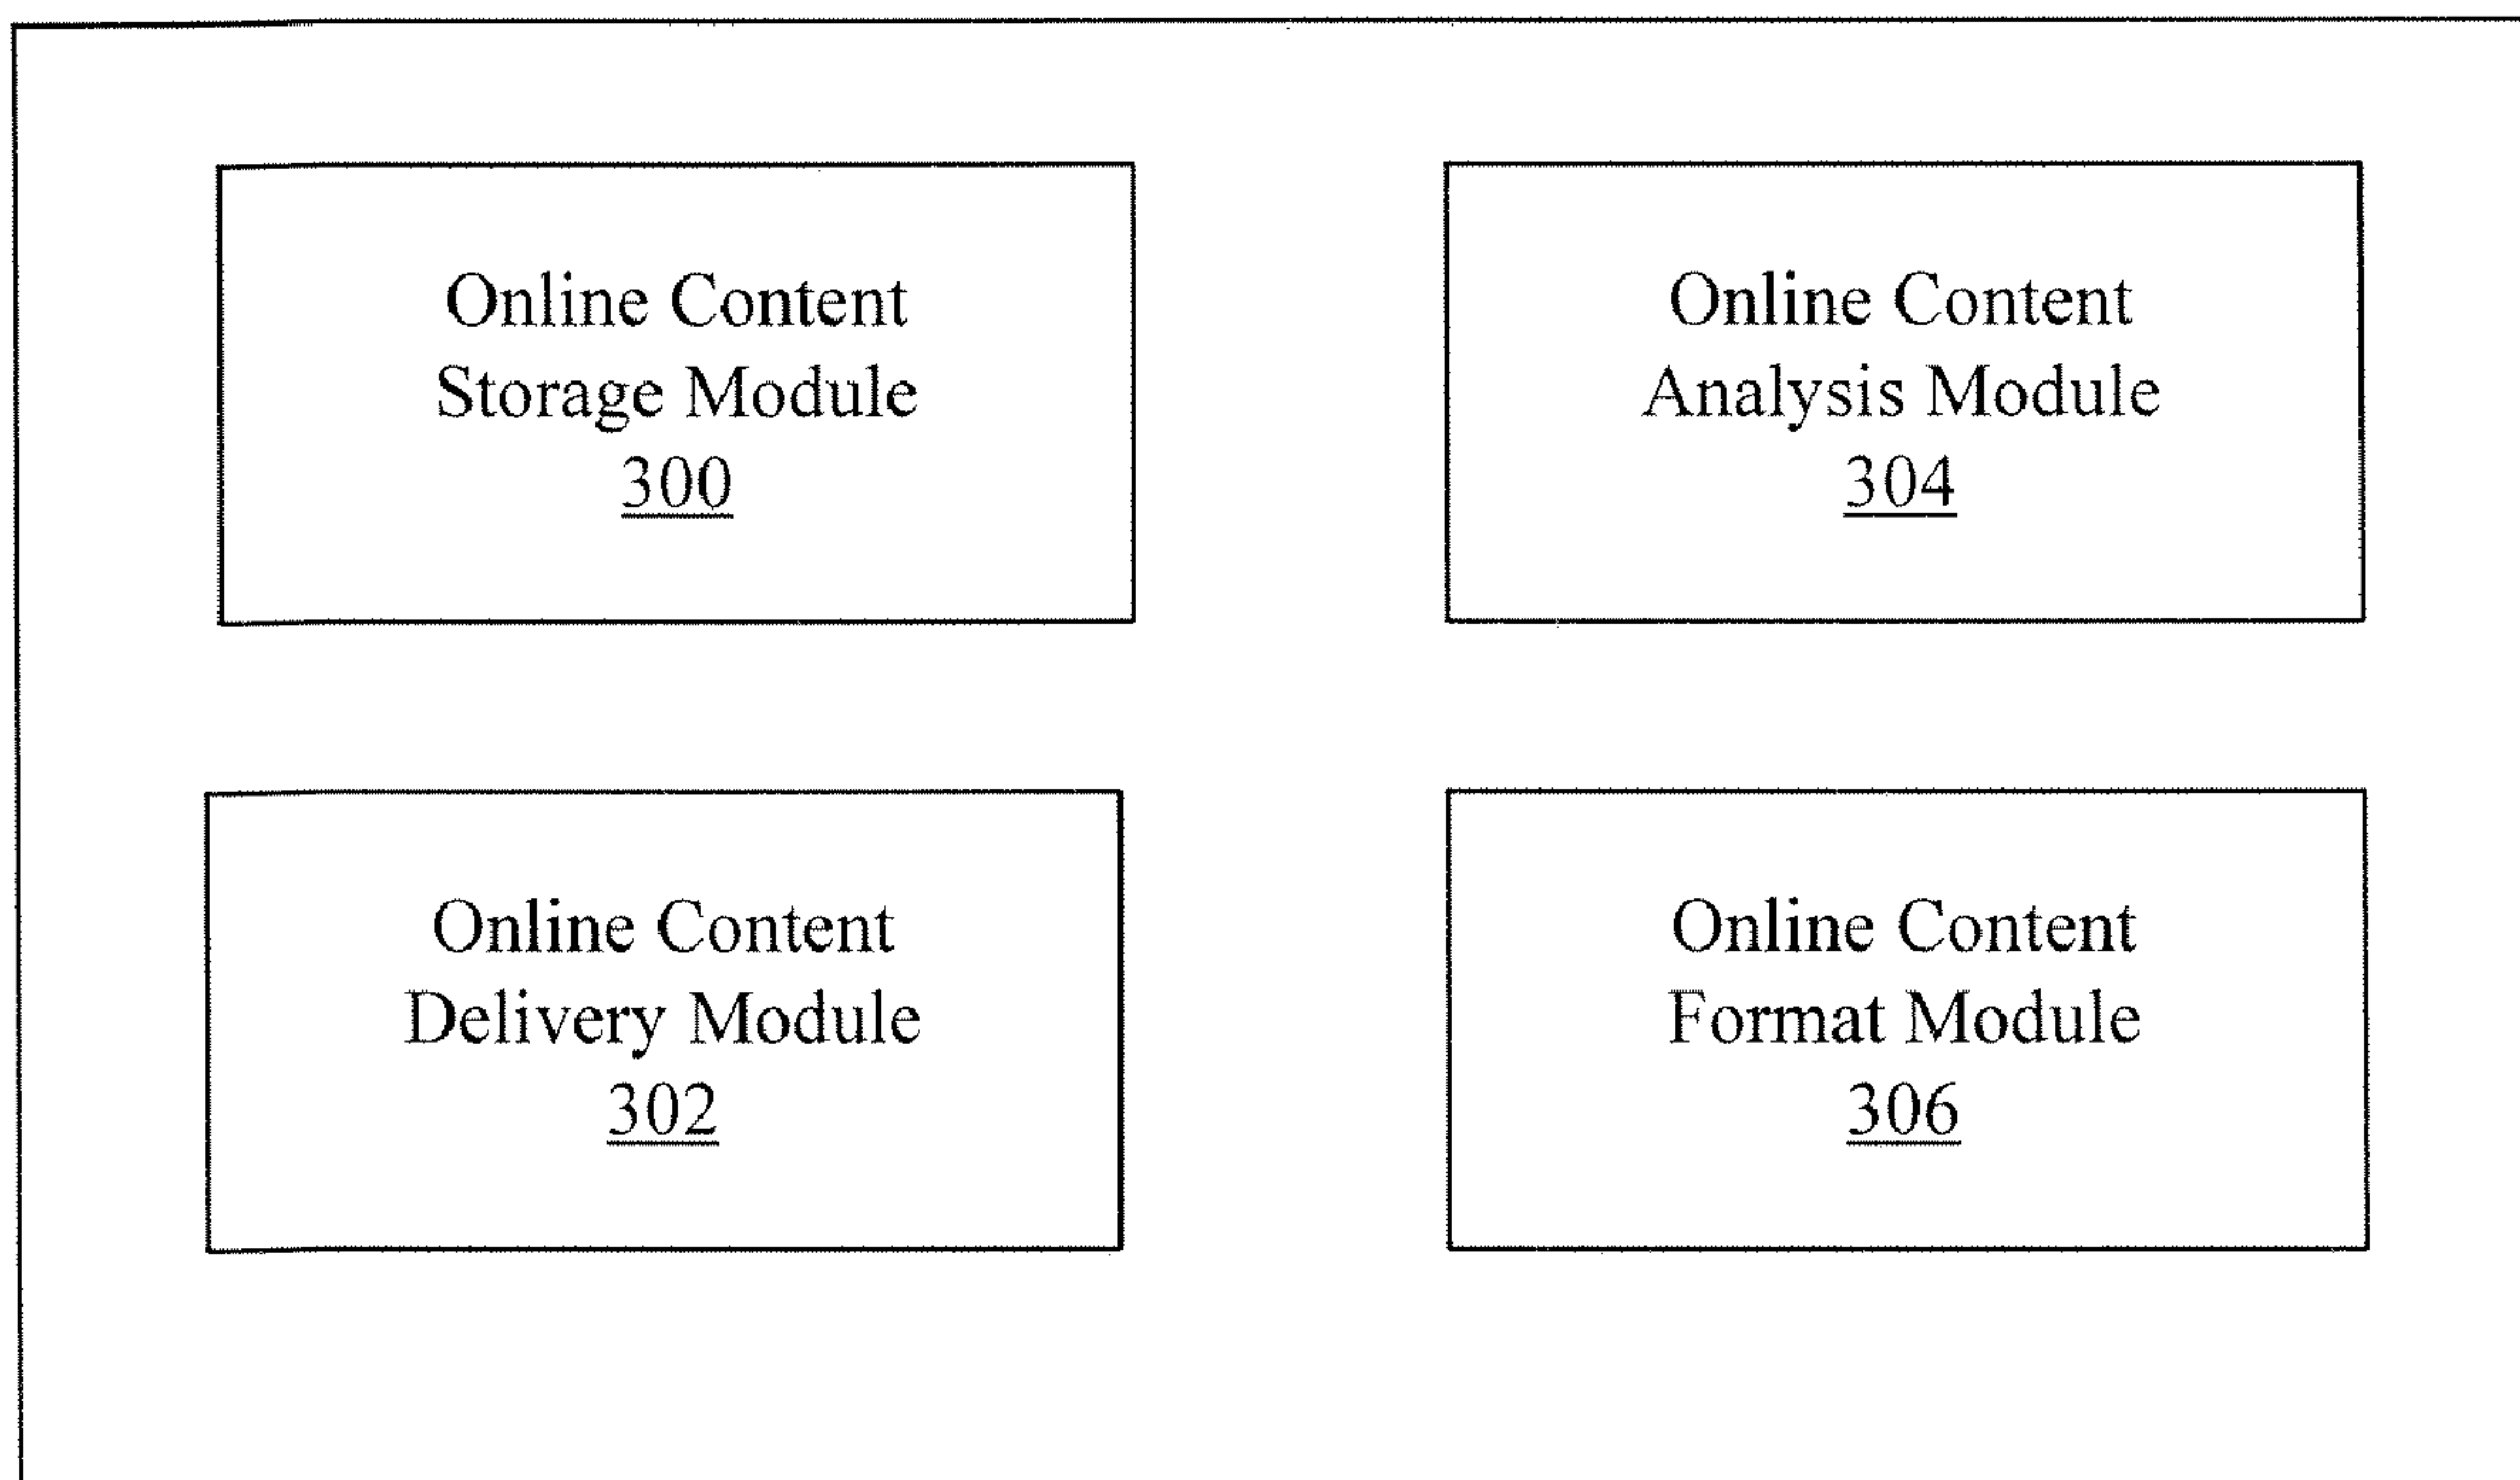 Online Content
Storage Module
300
Online Content
Analysis Module
304
Online Content
Delivery Module
302
Online Content
Format Module
306